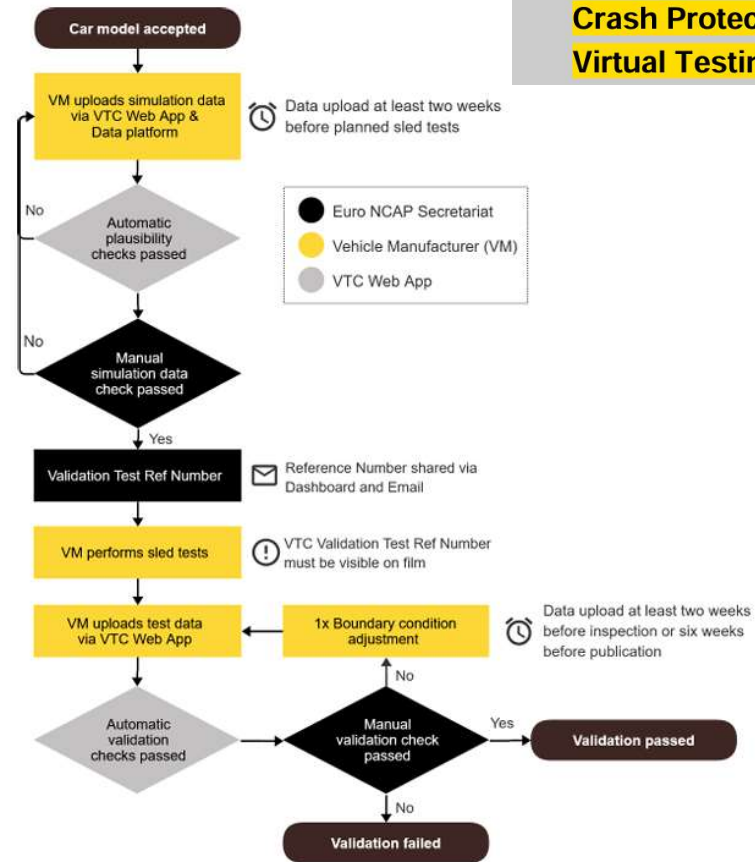 Crash Protec
Virtual Testin
Car model accepted
VM uploads simulation data
via VTC Web App &
Data platform
Data upload at least two weeks
before planned sled tests
No
Automatic
plausibility
checks passed
Euro NCAP Secretariat
Vehicle Manufacturer (VM)
VTC Web App
No
Manual
simulation data
check passed
Yes
Validation Test Ref Number
Reference Number shared via
Dashboard and Email
VM performs sled tests
VTC Validation Test Ref Number
must be visible on film
VM uploads test data
via VTC Web App
1x Boundary condition
adjustment
Data upload at least two weeks
before inspection or six weeks
before publication
No
Automatic
validation
checks passed
Manual
validation check
passed
Yes
Validation passed
No
Validation failed